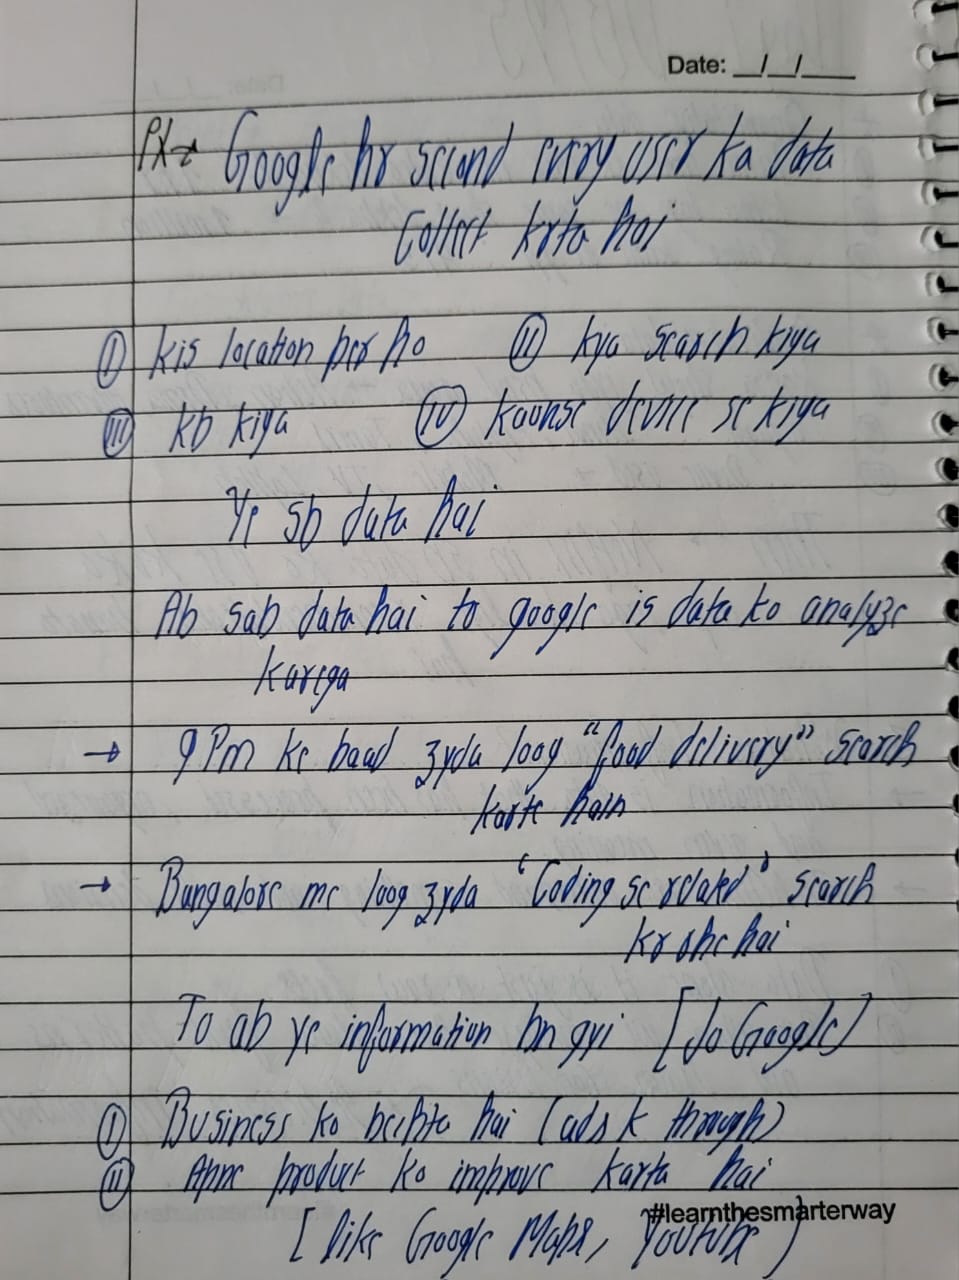 Date: __/__/____
Ex→ Google hr second every user ka data
Collect krta hai
(I) kis location per ho (II) kya search kiya
(III) kb kiya (IV) kaonse device se kiya
Ye sb data hai
Ab sab data hai to google is data ko analyze
karega
→ 9 Pm ke baad zyda loog "food delivery" search
karte hain
→ Bangalore me loog zyda 'Coding se related' search
kr rhe hai
To ab ye information bn gyi [Jo Google]
(I) Business ko bechta hai (ads k through)
(II) Apne product ko improve karta hai
#learnthesmarterway
[like Google Maps, Youtube]